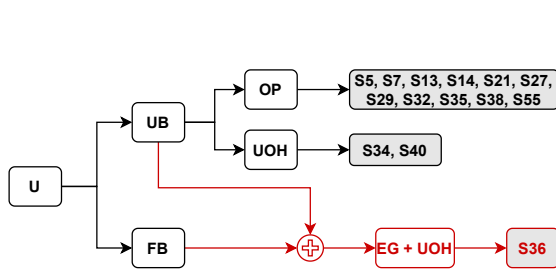 OP
S5, S7, S13, S14, S21, S27,
S29, S32, S35, S38, S55
UB
UOH
S34, S40
U
FB
EG + UOH
S36